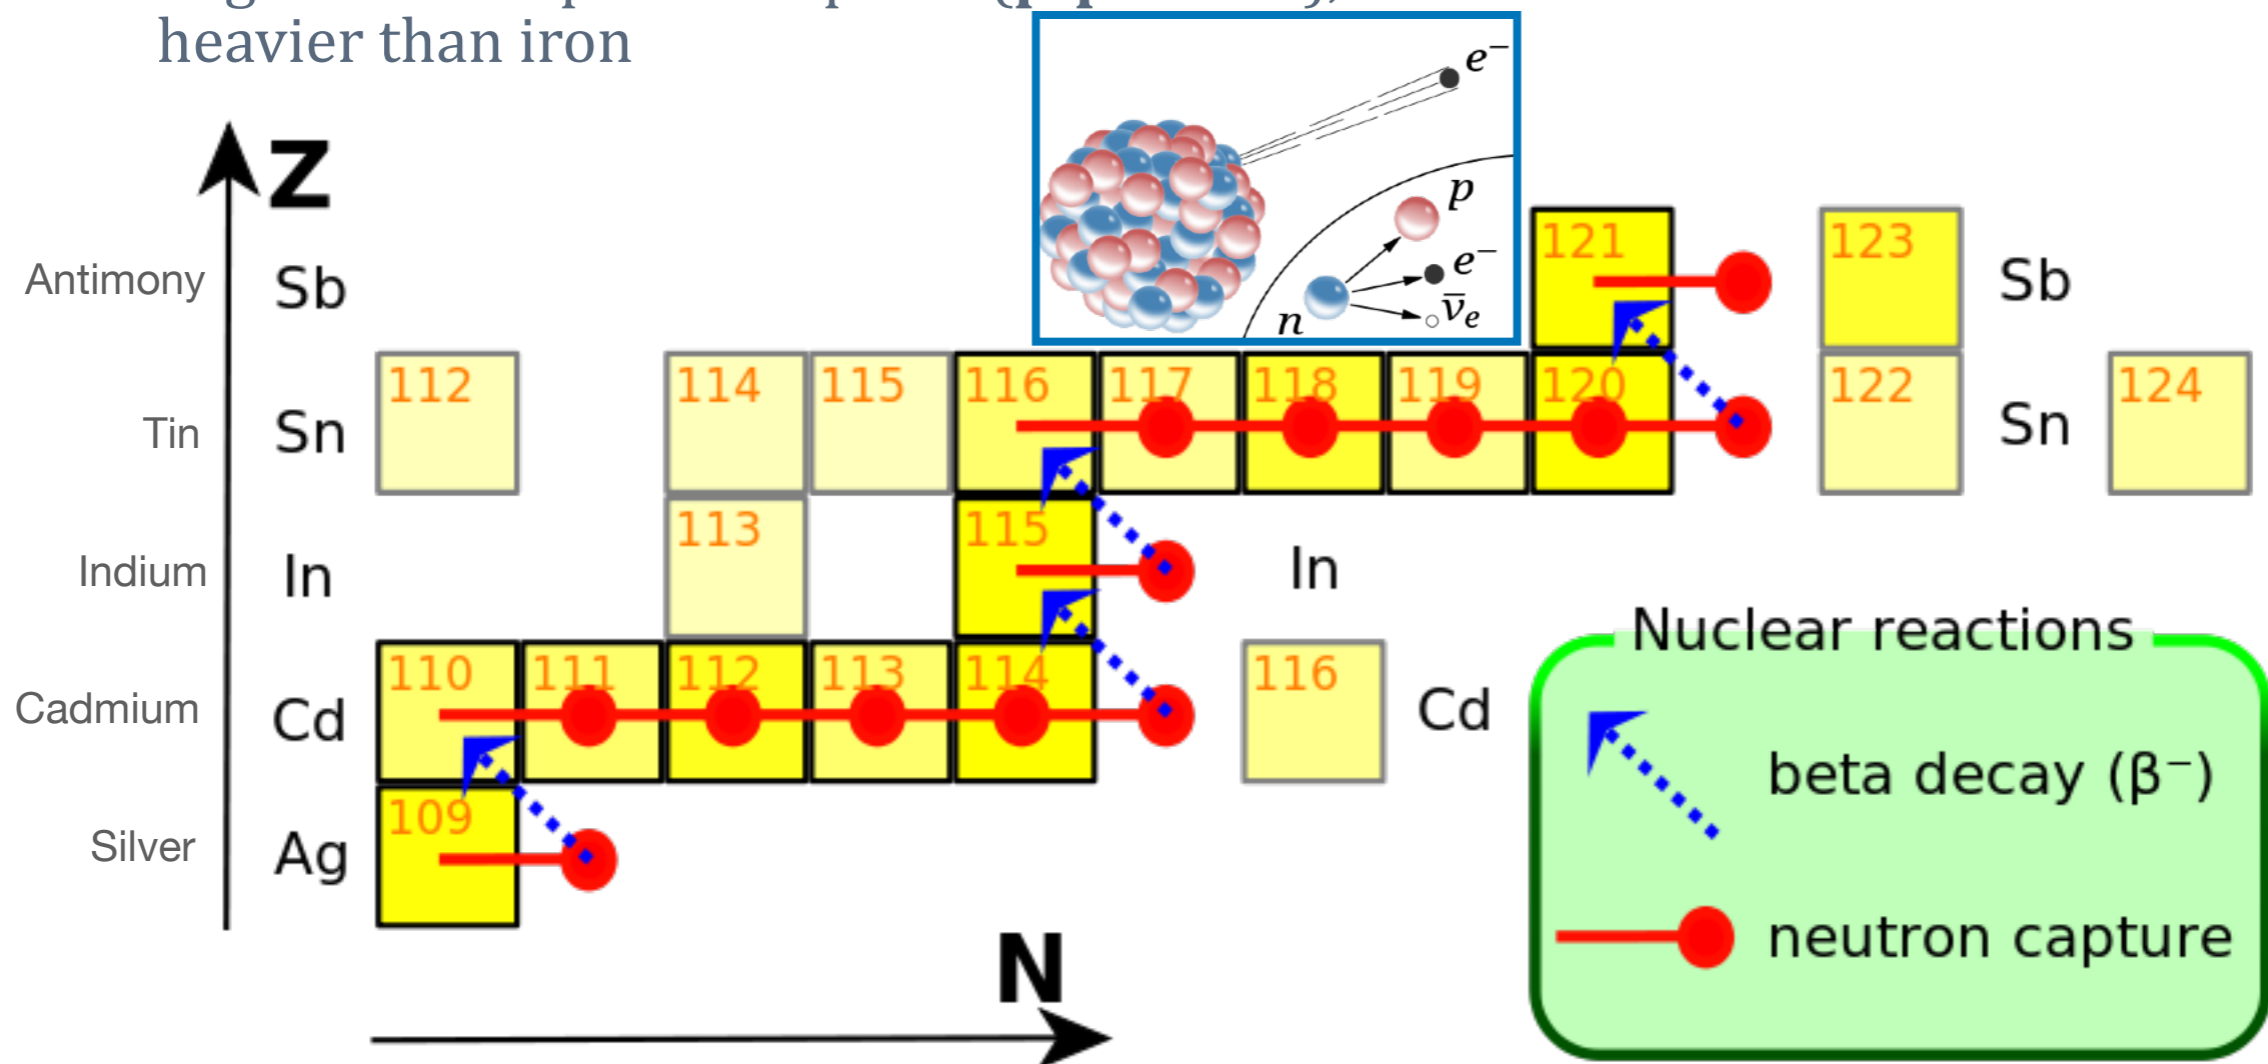 heavier than iron
Z
e⁻
p
e⁻
ν̄ₑ
n
Antimony Sb 121 123 Sb
Tin Sn 112 114 115 116 117 118 119 120 122 Sn 124
Indium In 113 115 In
Cadmium Cd 110 111 112 113 114 116 Cd
Silver Ag 109
N
Nuclear reactions
beta decay (β⁻)
neutron capture